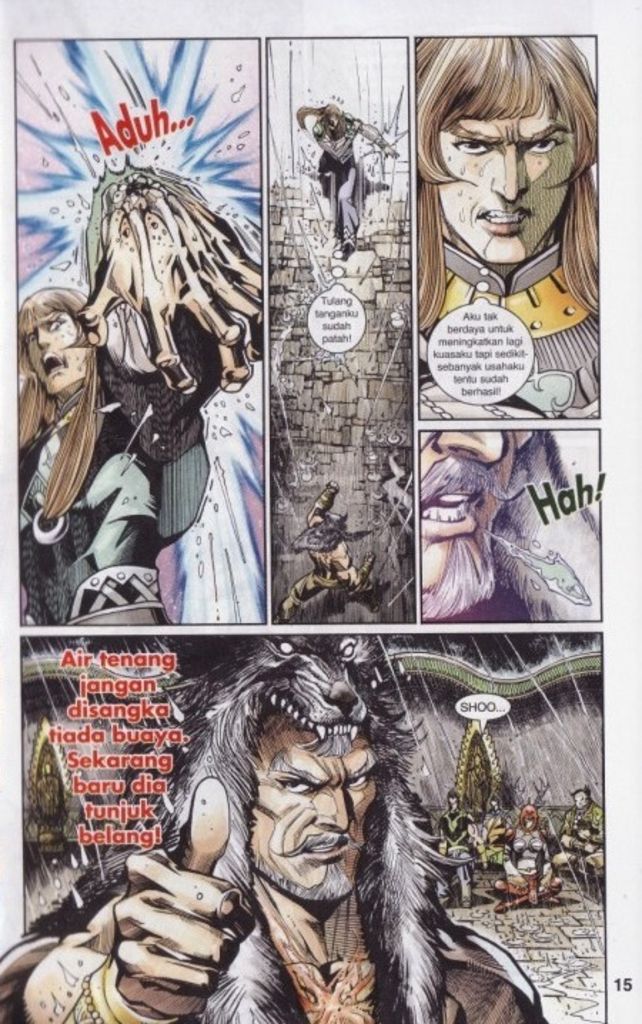 Aduh...
Tulang
tanganku
sudah
patah!
Aku tak
berdaya untuk
meningkatkan lagi
kuasaku tapi sedikit-
sebanyak usahaku
tentu sudah
berhasil!
Hah!
Air tenang
jangan
disangka
tiada buaya.
Sekarang
baru dia
tunjuk
belang!
SHOO...
15